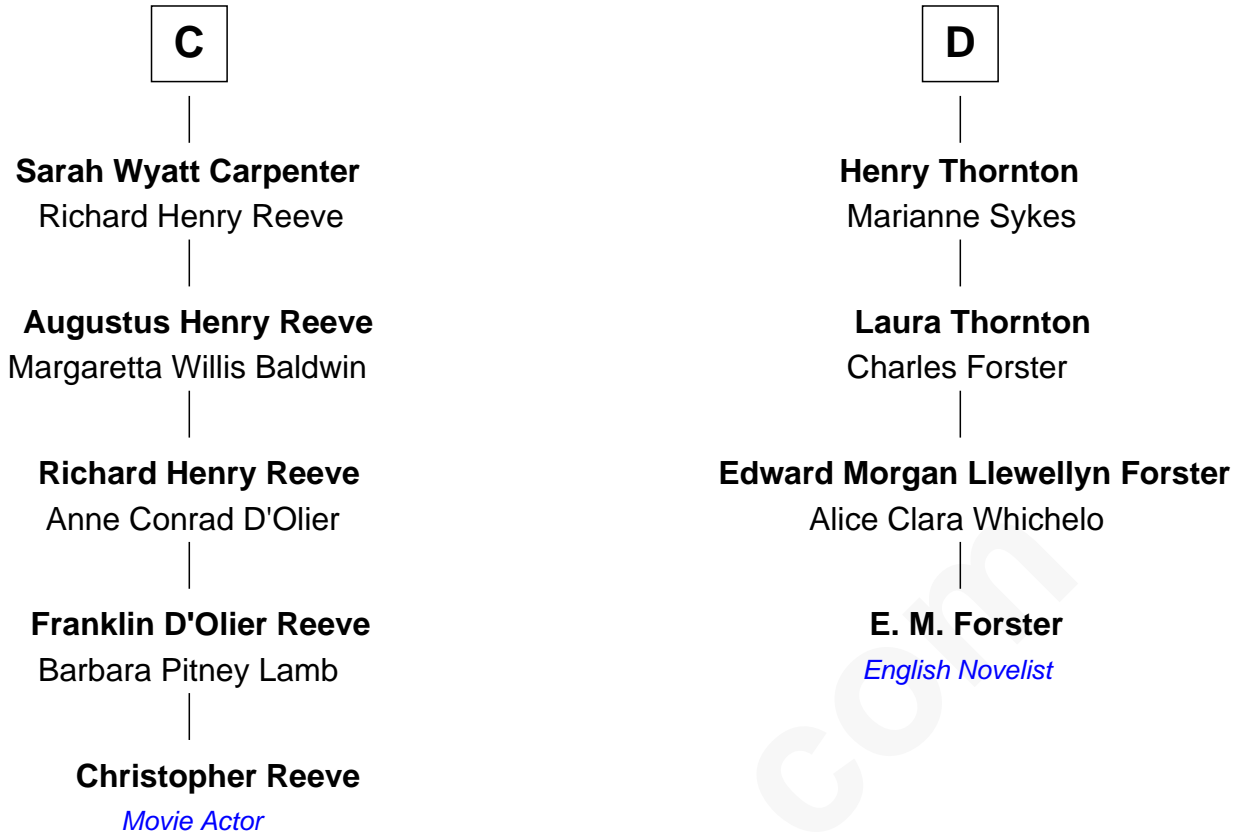 C
Sarah Wyatt Carpenter
Richard Henry Reeve
Augustus Henry Reeve
Margaretta Willis Baldwin
Richard Henry Reeve
Anne Conrad D'Olier
Franklin D'Olier Reeve
Barbara Pitney Lamb
Christopher Reeve
Movie Actor
D
Henry Thornton
Marianne Sykes
Laura Thornton
Charles Forster
Edward Morgan Llewellyn Forster
Alice Clara Whichelo
E. M. Forster
English Novelist
com